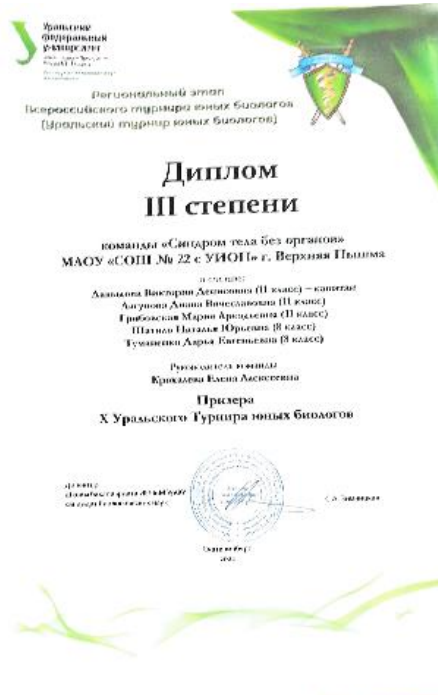 Уральский
федеральный
университет
Региональный этап
Всероссийского турнира юных биологов
(Уральский турнир юных биологов)
Диплом
III степени
команды «Синдром тела без органов»
МАОУ «СОШ № 22 с УИОП» г. Верхняя Пышма
в составе:
Виктория Денисовна (11 класс) – капитан
Диана Вячеславовна (11 класс)
Грибовская Мария Аркадьевна (11 класс)
Шатило Наталья Юрьевна (8 класс)
Туманенко Дарья Евгеньевна (8 класс)
Руководитель команды
Крохалева Елена Алексеевна
Призера
X Уральского Турнира юных биологов
Екатеринбург